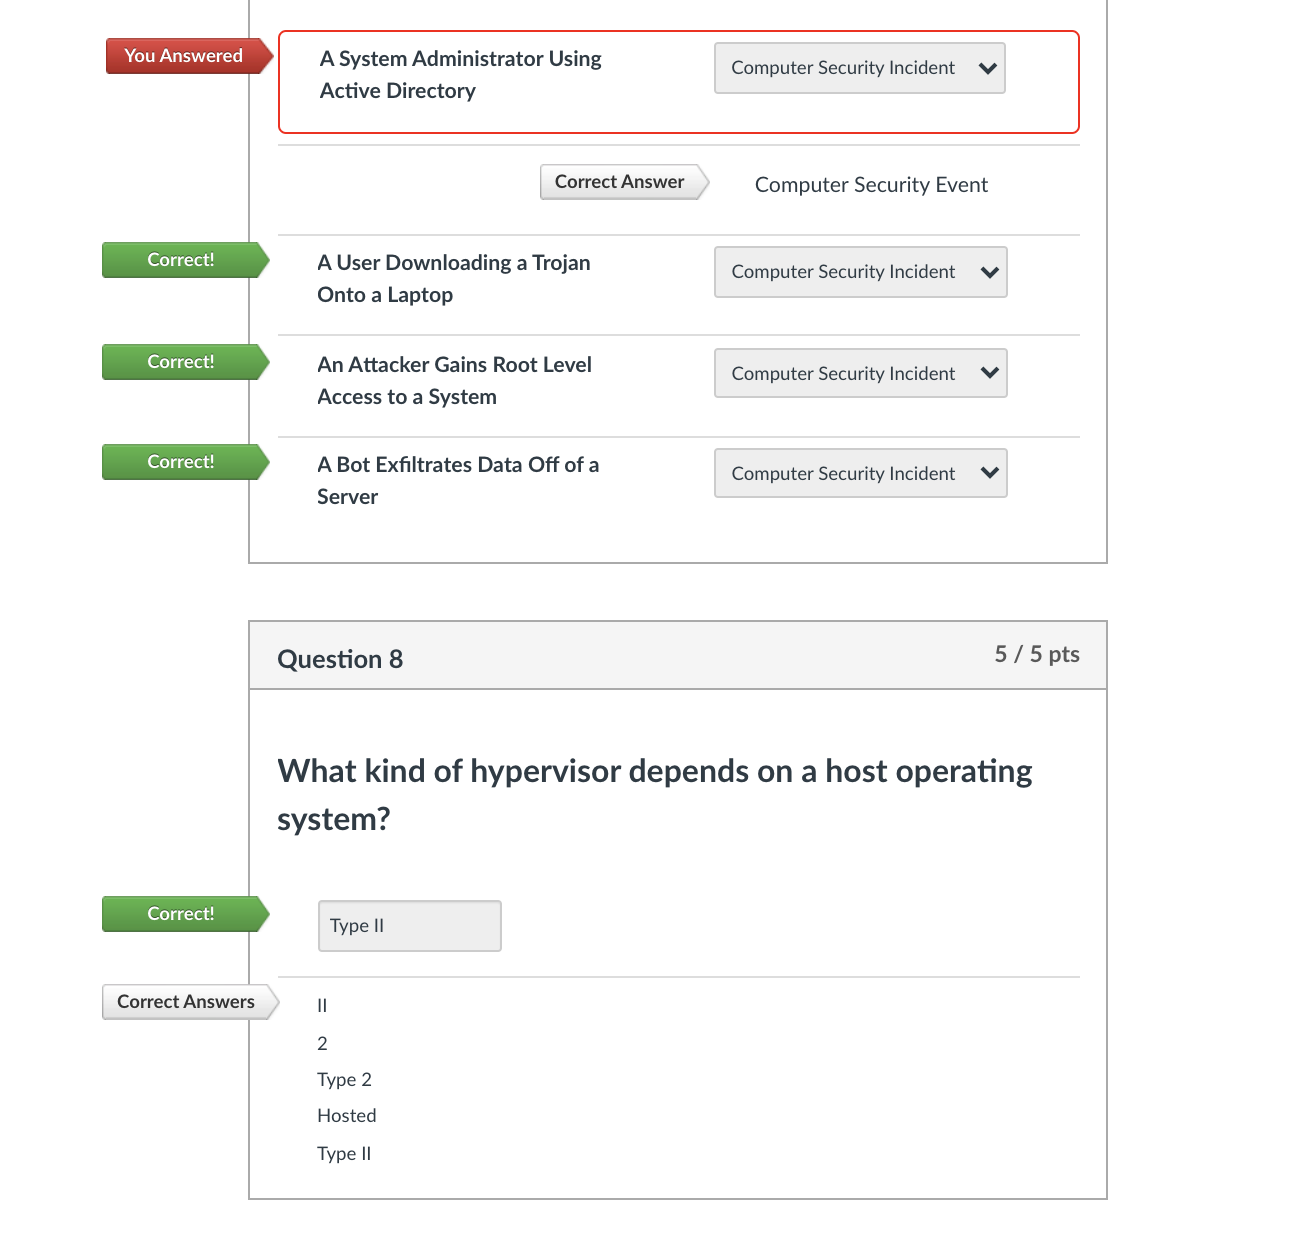 You Answered
A System Administrator Using
Active Directory
Computer Security Incident
Correct Answer
Computer Security Event
Correct!
A User Downloading a Trojan
Onto a Laptop
Computer Security Incident
Correct!
An Attacker Gains Root Level
Access to a System
Computer Security Incident
Correct!
A Bot Exfiltrates Data Off of a
Server
Computer Security Incident
Question 8
5 / 5 pts
What kind of hypervisor depends on a host operating
system?
Correct!
Type II
Correct Answers
II
2
Type 2
Hosted
Type II